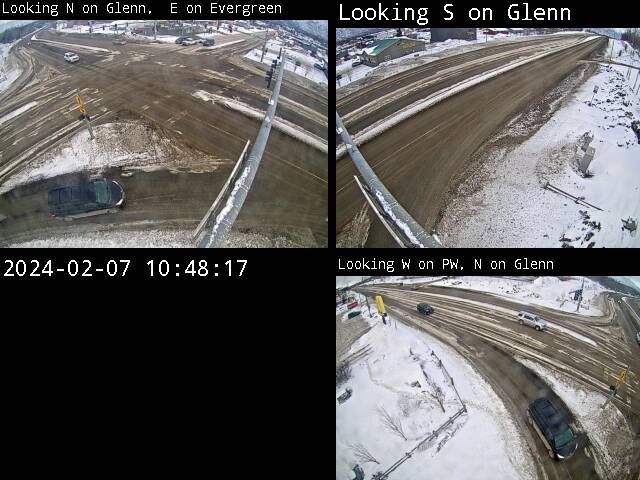 Looking N on Glenn,  E on Evergreen
Looking S on Glenn
2024-02-07 10:48:17
Looking W on PW, N on Glenn